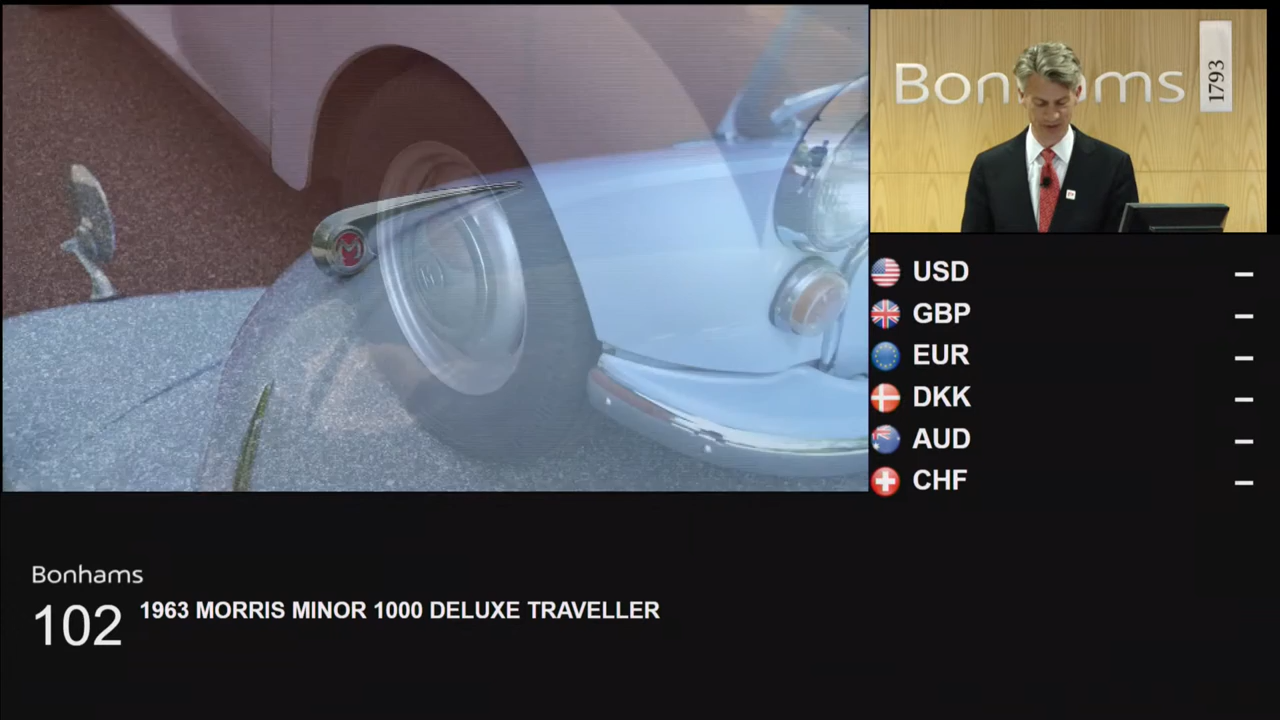 Bonhams
1793
USD –
GBP –
EUR –
DKK –
AUD –
CHF –
Bonhams
102
1963 MORRIS MINOR 1000 DELUXE TRAVELLER